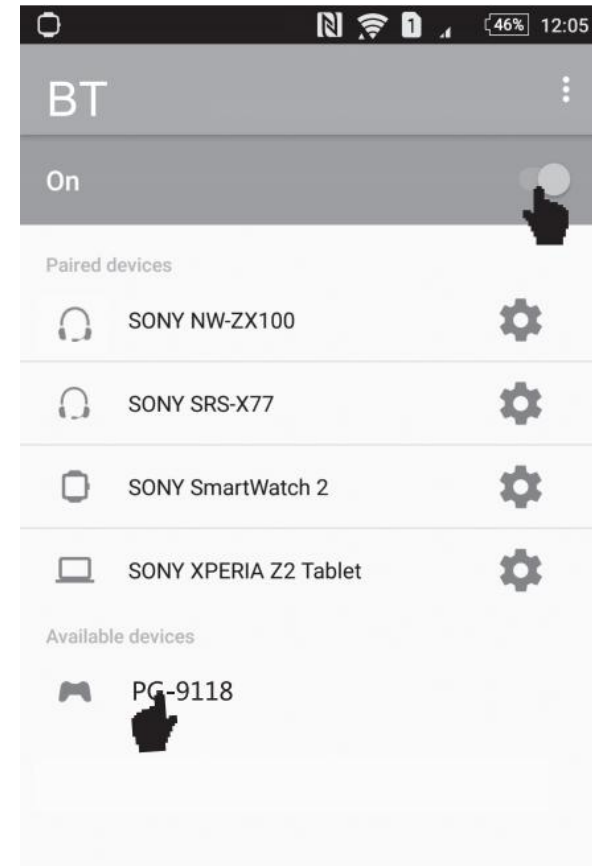 1 46% 12:05
BT
On
Paired devices
SONY NW-ZX100
SONY SRS-X77
SONY SmartWatch 2
SONY XPERIA Z2 Tablet
Available devices
PG-9118